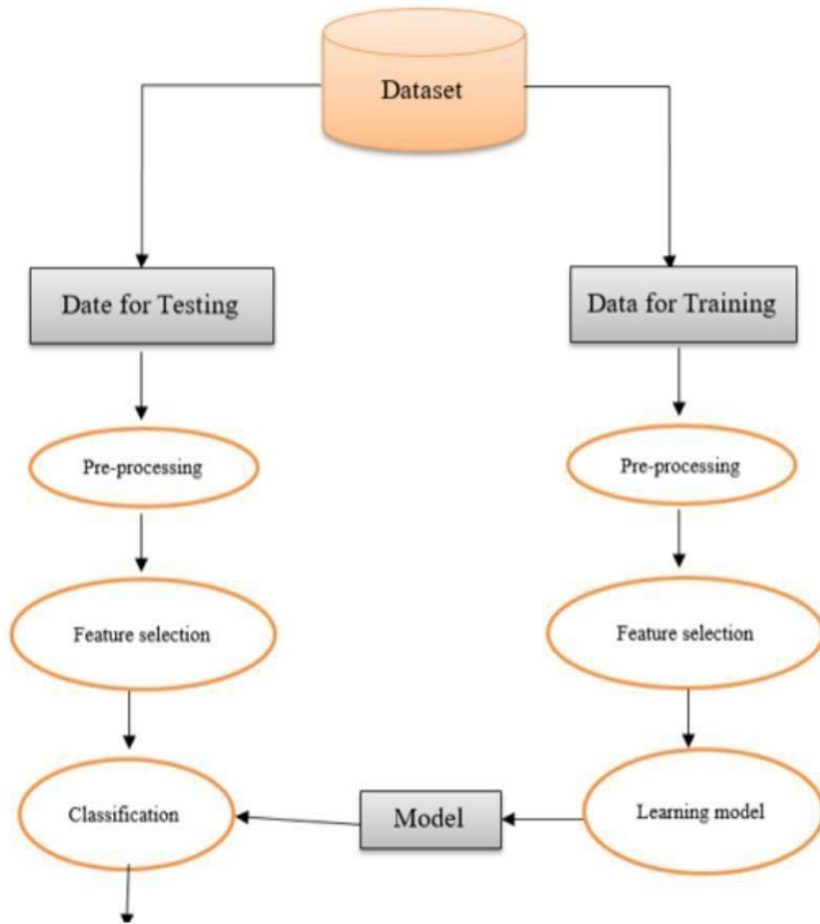 Dataset
Date for Testing
Data for Training
Pre-processing
Pre-processing
Feature selection
Feature selection
Classification
Model
Learning model